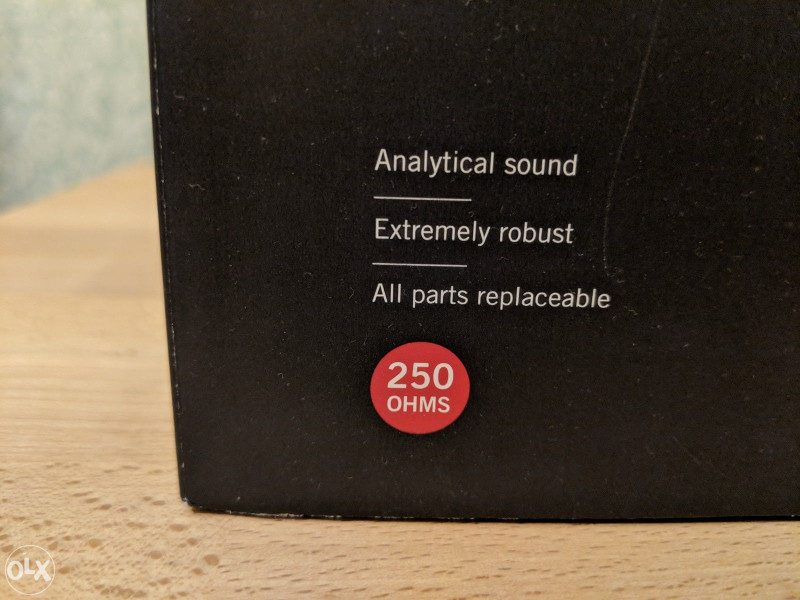 Analytical sound
Extremely robust
All parts replaceable
250
OHMS
OLX